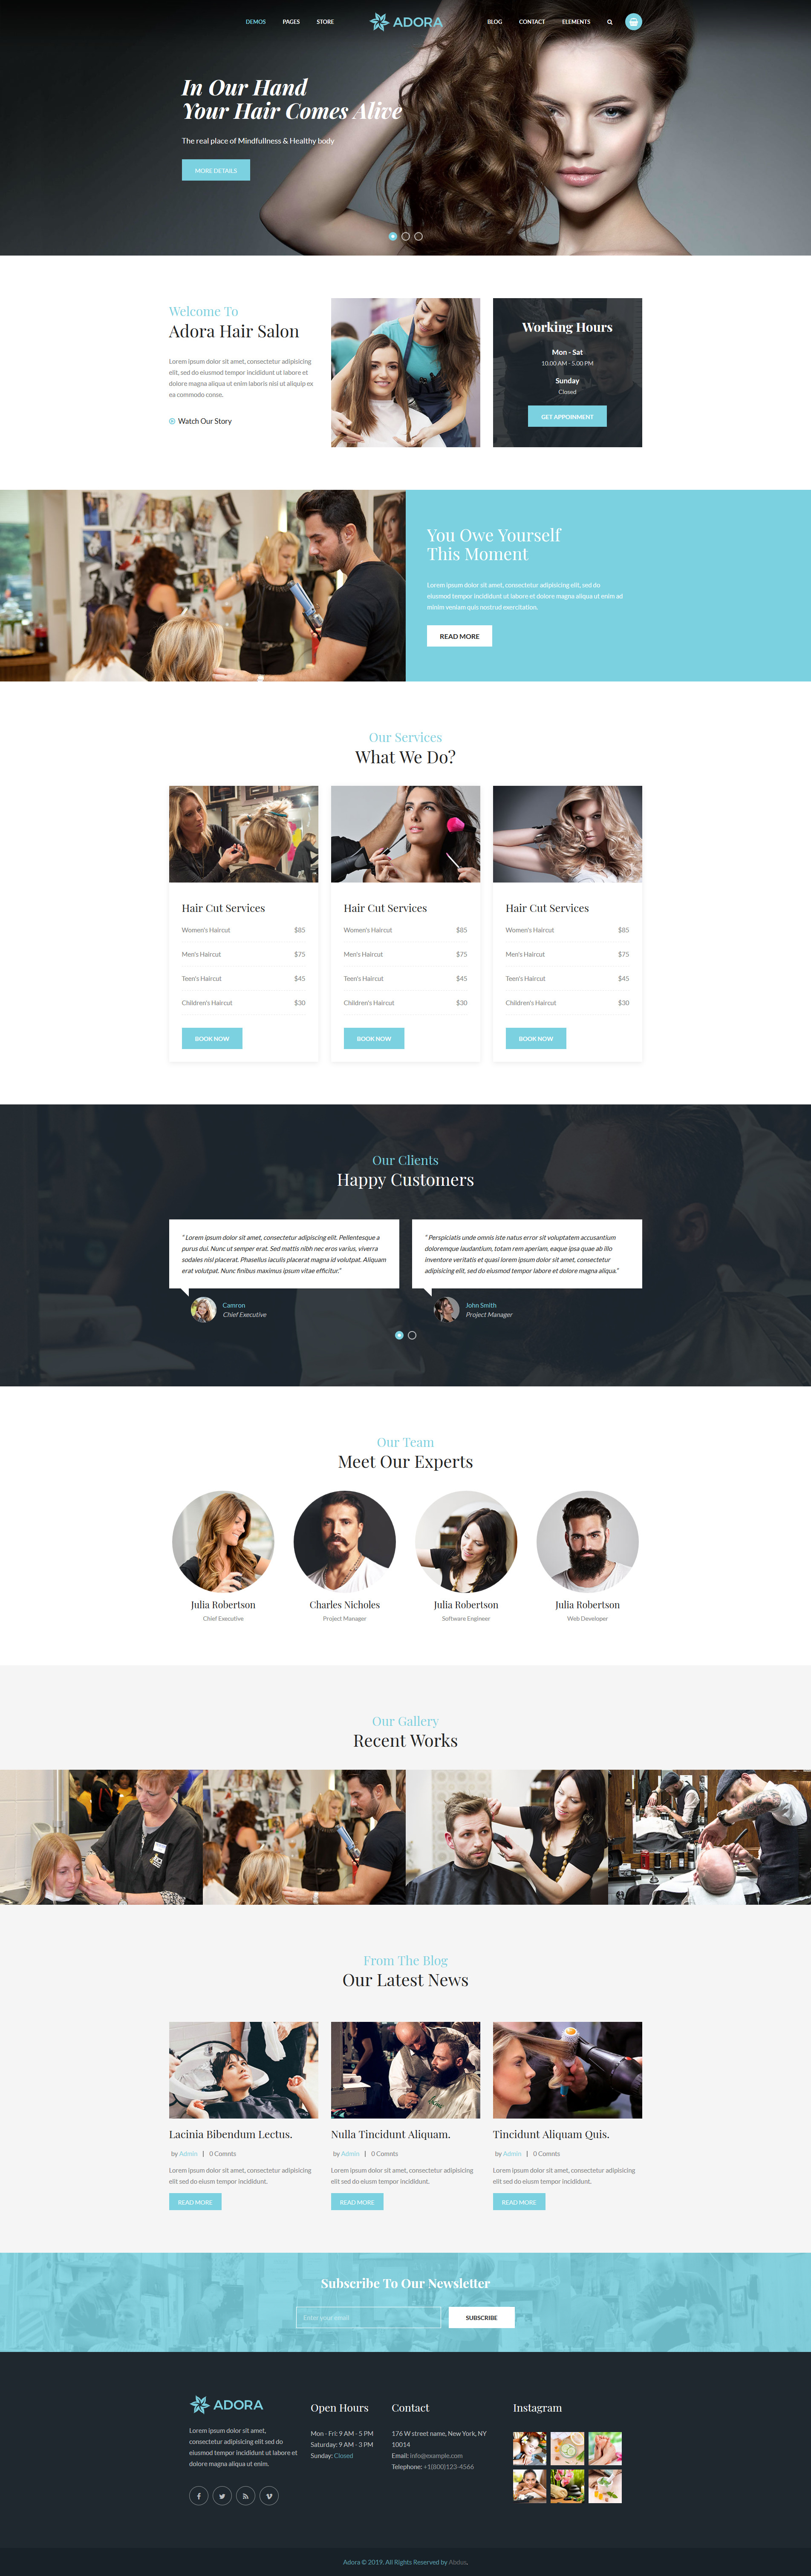 DEMOS PAGES STORE ADORA BLOG CONTACT ELEMENTS
In Our Hand
Your Hair Comes Alive
The real place of Mindfullness & Healthy body
MORE DETAILS
Welcome To
Adora Hair Salon
Lorem ipsum dolor sit amet, consectetur adipisicing
elit, sed do eiusmod tempor incididunt ut labore et
dolore magna aliqua ut enim laboris nisi ut aliquip ex
ea commodo conse.
Watch Our Story
Working Hours
Mon - Sat
10.00 AM - 5.00 PM
Sunday
Closed
GET APPOINMENT
You Owe Yourself
This Moment
Lorem ipsum dolur sit amet, consectetur adipisicing elit, sed do
eiusmod tempor incididunt ut labore et dolore magna aliqua ut enim ad
minim veniam quis nostrud exercitation.
READ MORE
Our Services
What We Do?
Hair Cut Services
Women's Haircut $85
Men's Haircut $75
Teen's Haircut $45
Children's Haircut $30
BOOK NOW
Hair Cut Services
Women's Haircut $85
Men's Haircut $75
Teen's Haircut $45
Children's Haircut $30
BOOK NOW
Hair Cut Services
Women's Haircut $85
Men's Haircut $75
Teen's Haircut $45
Children's Haircut $30
BOOK NOW
Our Clients
Happy Customers
" Lorem ipsum dolor sit amet, consectetur adipiscing elit. Pellentesque a
purus dui. Nunc ut semper erat. Sed mattis nibh nec eros varius, viverra
sodales nisl placerat. Phasellus iaculis placerat magna id volutpat. Aliquam
erat volutpat. Nunc finibus maximus ipsum vitae efficitur."
Camron
Chief Executive
" Perspiciatis unde omnis iste natus error sit voluptatem accusantium
doloremque laudantium, totam rem aperiam, eaque ipsa quae ab illo
inventore veritatis et quasi lorem ipsum dolor sit amet, consectetur
adipisicing elit, sed do eiusmod tempor labore et dolore magna aliqua."
John Smith
Project Manager
Our Team
Meet Our Experts
Julia Robertson
Chief Executive
Charles Nicholes
Project Manager
Julia Robertson
Software Engineer
Julia Robertson
Web Developer
Our Gallery
Recent Works
From The Blog
Our Latest News
Lacinia Bibendum Lectus.
by Admin | 0 Comnts
Lorem ipsum dolor sit amet, consectetur adipisicing
elit sed do eiusm tempor incididunt.
READ MORE
Nulla Tincidunt Aliquam.
by Admin | 0 Comnts
Lorem ipsum dolor sit amet, consectetur adipisicing
elit sed do eiusm tempor incididunt.
READ MORE
Tincidunt Aliquam Quis.
by Admin | 0 Comnts
Lorem ipsum dolor sit amet, consectetur adipisicing
elit sed do eiusm tempor incididunt.
READ MORE
Subscribe To Our Newsletter
Enter your email
SUBSCRIBE
ADORA
Lorem ipsum dolor sit amet,
consectetur adipisicing elit sed do
eiusmod tempor incididunt ut labore et
dolore magna aliqua ut enim.
Open Hours
Mon - Fri: 9 AM - 5 PM
Saturday: 9 AM - 3 PM
Sunday: Closed
Contact
176 W street name, New York, NY
10014
Email: info@example.com
Telephone: +1(800)123-4566
Instagram
Adora © 2019. All Rights Reserved by Abdus.